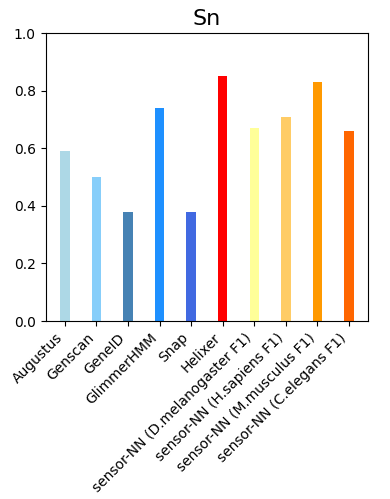 Sn
1.0
0.8
0.6
0.4
0.2
0.0
Augustus
Genscan
GeneID
GlimmerHMM
Snap
Helixer
sensor-NN (D.melanogaster F1)
sensor-NN (H.sapiens F1)
sensor-NN (M.musculus F1)
sensor-NN (C.elegans F1)